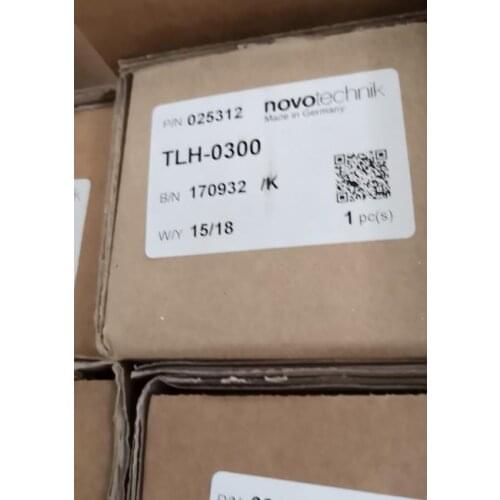 P/N 025312 novotechnik
Made in Germany
TLH-0300
B/N 170932 /K
W/Y 15/18 1 pc(s)